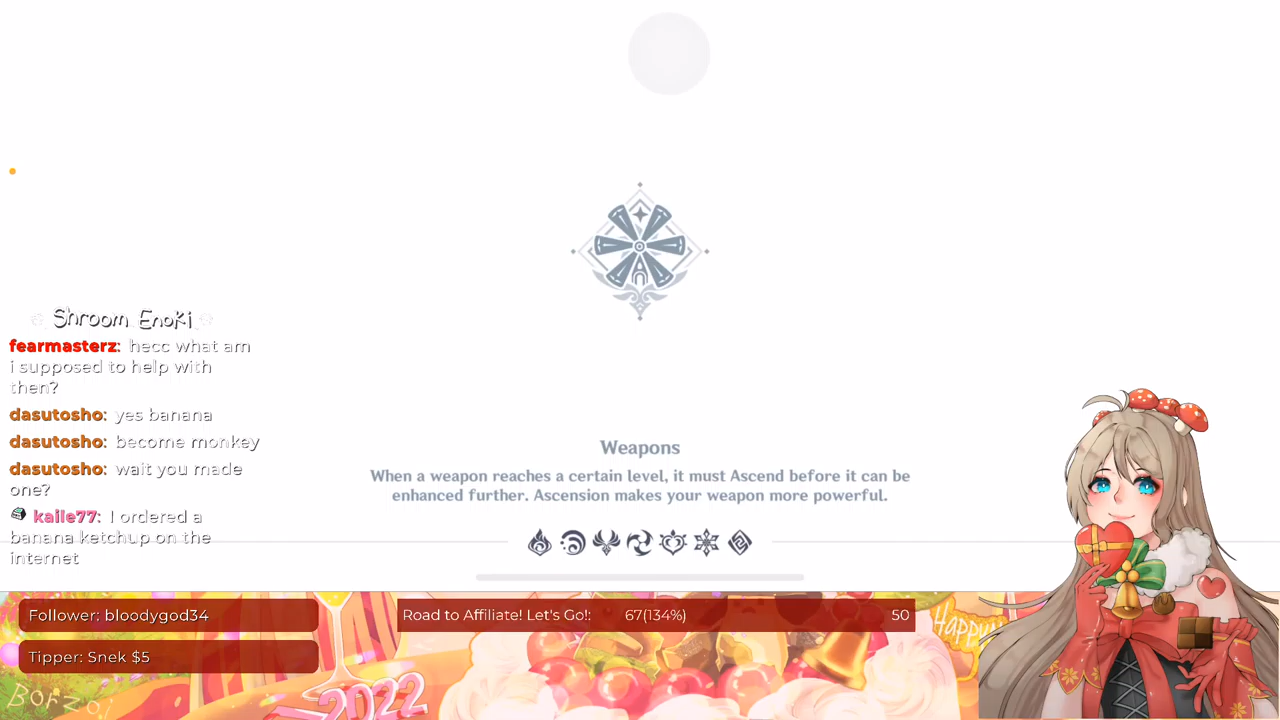 Shroom Enoki
fearmasterz: hecc what am
i supposed to help with
then?
dasutosho: yes banana
dasutosho: become monkey
dasutosho: wait you made
one?
kaile77: I ordered a
banana ketchup on the
internet
Weapons
When a weapon reaches a certain level, it must Ascend before it can be
enhanced further. Ascension makes your weapon more powerful.
Follower: bloodygod34
Tipper: Snek $5
Road to Affiliate! Let's Go!: 67(134%) 50
Happy
2022
Borzoi